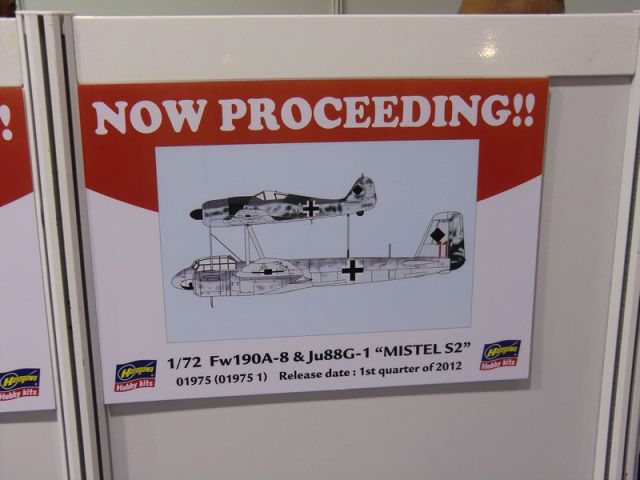 !
NOW PROCEEDING!!
1/72 Fw190A-8 & Ju88G-1 “MISTEL S2”
01975 (01975 1) Release date : 1st quarter of 2012
Hasegawa
Hobby kits
Hasegawa
Hobby kits
Hasegawa
Hobby kits